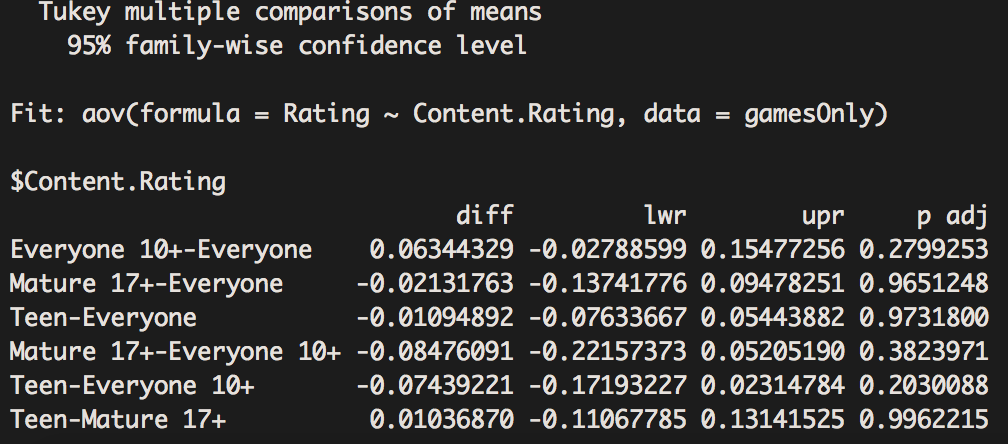 Tukey multiple comparisons of means
95% family-wise confidence level
Fit: aov(formula = Rating ~ Content.Rating, data = gamesOnly)
$Content.Rating
diff lwr upr p adj
Everyone 10+-Everyone 0.06344329 -0.02788599 0.15477256 0.2799253
Mature 17+-Everyone -0.02131763 -0.13741776 0.09478251 0.9651248
Teen-Everyone -0.01094892 -0.07633667 0.05443882 0.9731800
Mature 17+-Everyone 10+ -0.08476091 -0.22157373 0.05205190 0.3823971
Teen-Everyone 10+ -0.07439221 -0.17193227 0.02314784 0.2030088
Teen-Mature 17+ 0.01036870 -0.11067785 0.13141525 0.9962215